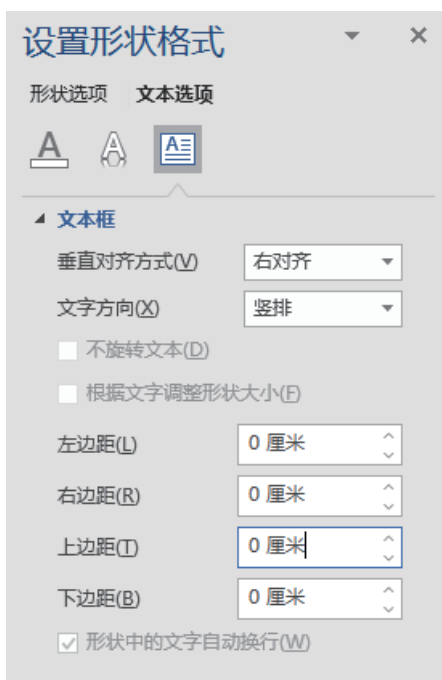 设置形状格式
形状选项 文本选项
A A A
文本框
垂直对齐方式(V) 右对齐
文字方向(X) 竖排
不旋转文本(D)
根据文字调整形状大小(F)
左边距(L) 0 厘米
右边距(R) 0 厘米
上边距(T) 0 厘米
下边距(B) 0 厘米
形状中的文字自动换行(W)